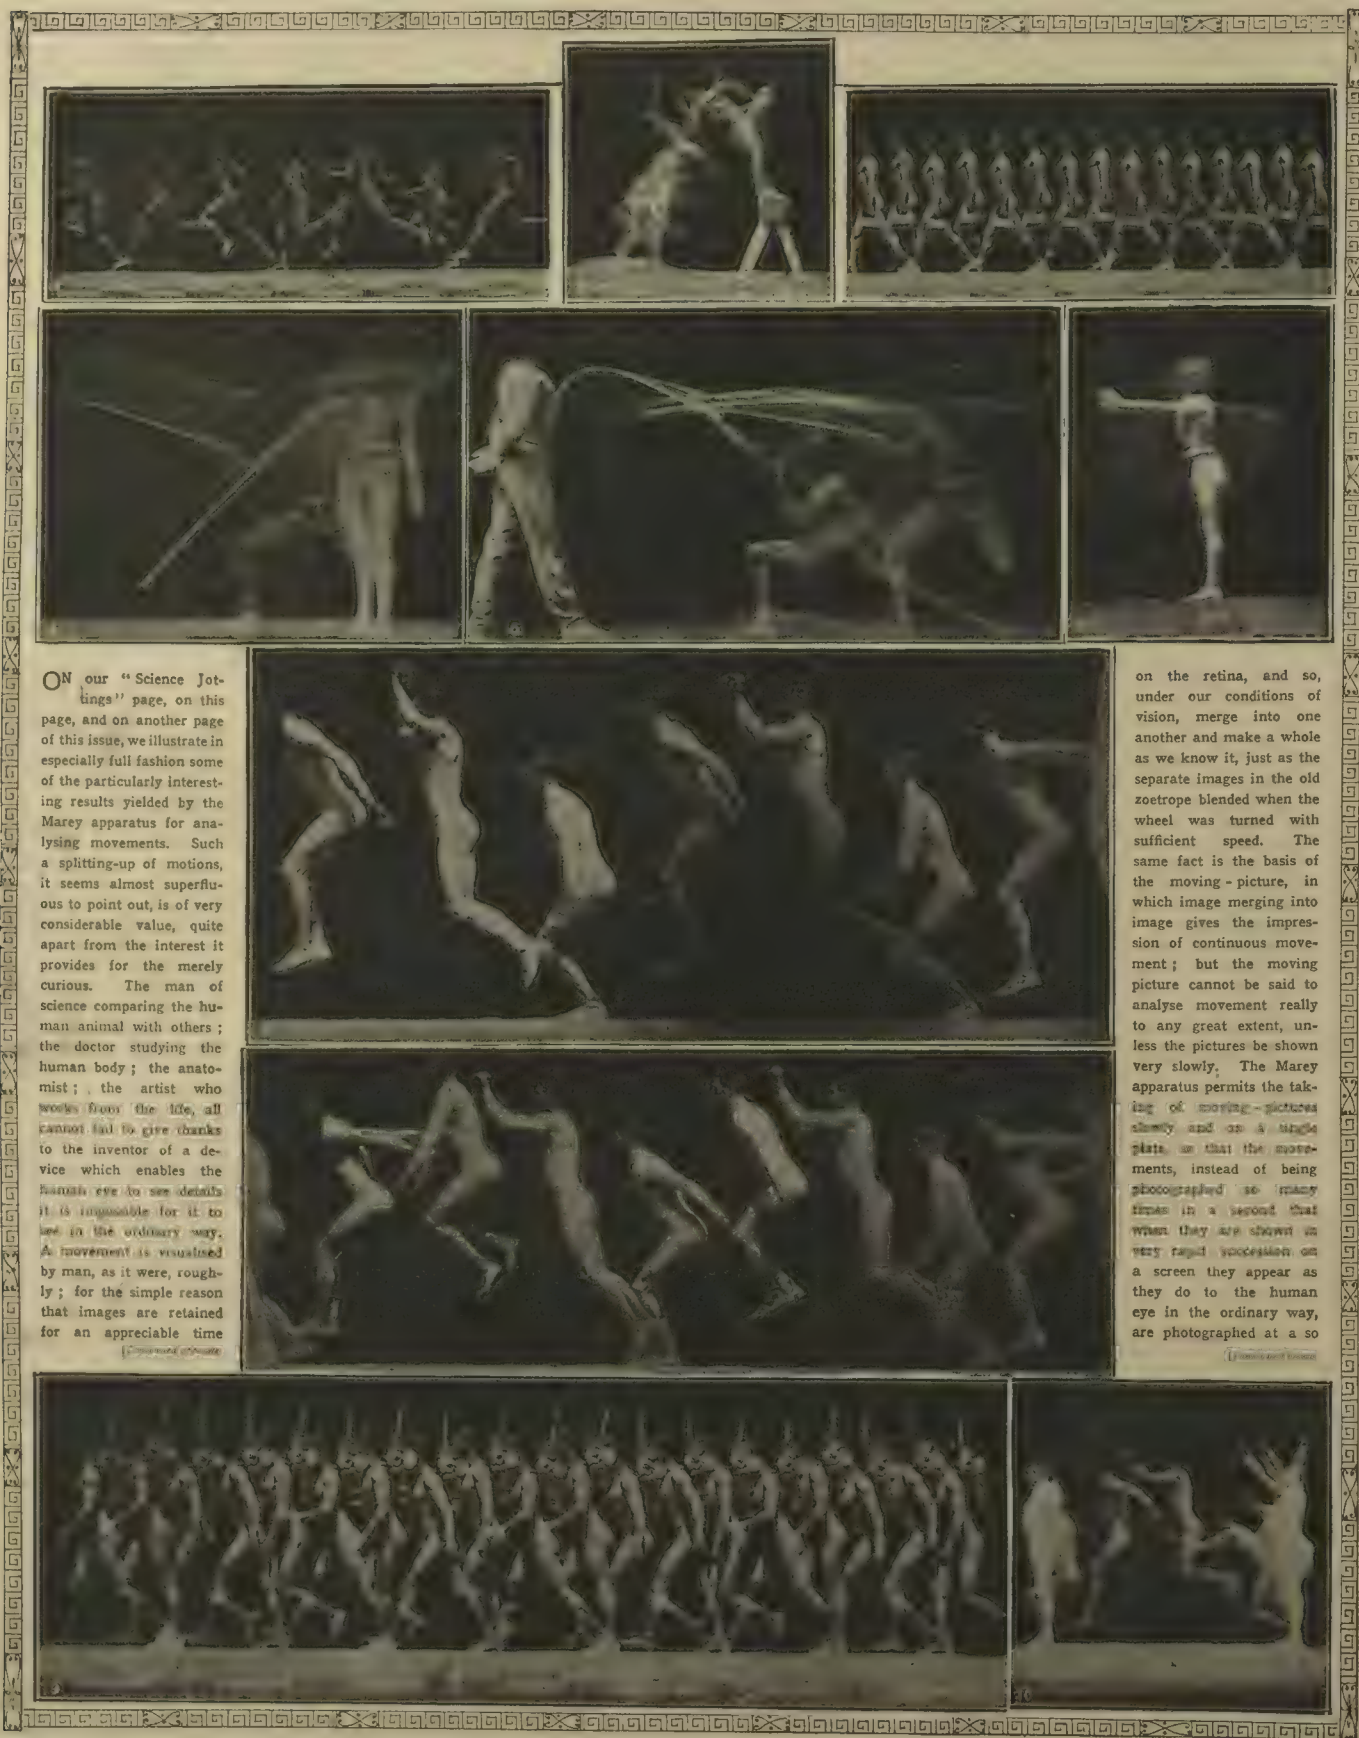 ON our “Science Jot-
tings” page, on this
page, and on another page
of this issue, we illustrate in
especially full fashion some
of the particularly interest-
ing results yielded by the
Marey apparatus for ana-
lysing movements. Such
a splitting-up of motions,
it seems almost superflu-
ous to point out, is of very
considerable value, quite
apart from the interest it
provides for the merely
curious. The man of
science comparing the hu-
man animal with others ;
the doctor studying the
human body ; the anato-
mist ; the artist who
works from the life, all
cannot fail to give thanks
to the inventor of a de-
vice which enables the
human eye to see details
it is impossible for it to
see in the ordinary way.
A movement is visualised
by man, as it were, rough-
ly ; for the simple reason
that images are retained
for an appreciable time
[Continued opposite
on the retina, and so,
under our conditions of
vision, merge into one
another and make a whole
as we know it, just as the
separate images in the old
zoetrope blended when the
wheel was turned with
sufficient speed. The
same fact is the basis of
the moving-picture, in
which image merging into
image gives the impres-
sion of continuous move-
ment ; but the moving
picture cannot be said to
analyse movement really
to any great extent, un-
less the pictures be shown
very slowly. The Marey
apparatus permits the tak-
ing of moving-pictures
slowly and on a single
plate, so that the move-
ments, instead of being
photographed so many
times in a second that
when they are shown in
very rapid succession on
a screen they appear as
they do to the human
eye in the ordinary way,
are photographed at a so
[Continued below